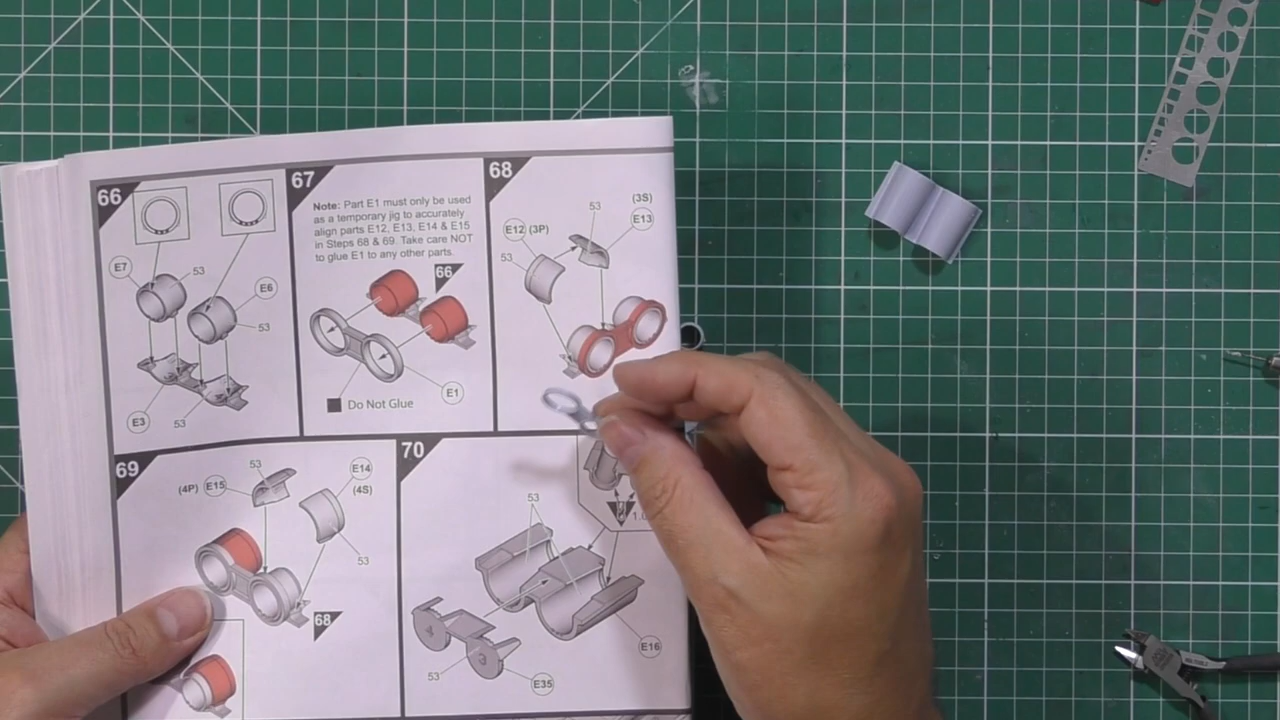 66
E7
53
E6
53
E3
53
67
Note: Part E1 must only be used
as a temporary jig to accurately
align parts E12, E13, E14 & E15
in Steps 68 & 69. Take care NOT
to glue E1 to any other parts.
66
E1
Do Not Glue
68
53
(3S)
E13
E12 (3P)
53
69
53
E14
(4S)
(4P) E15
53
68
70
53
1.
E16
53
E35